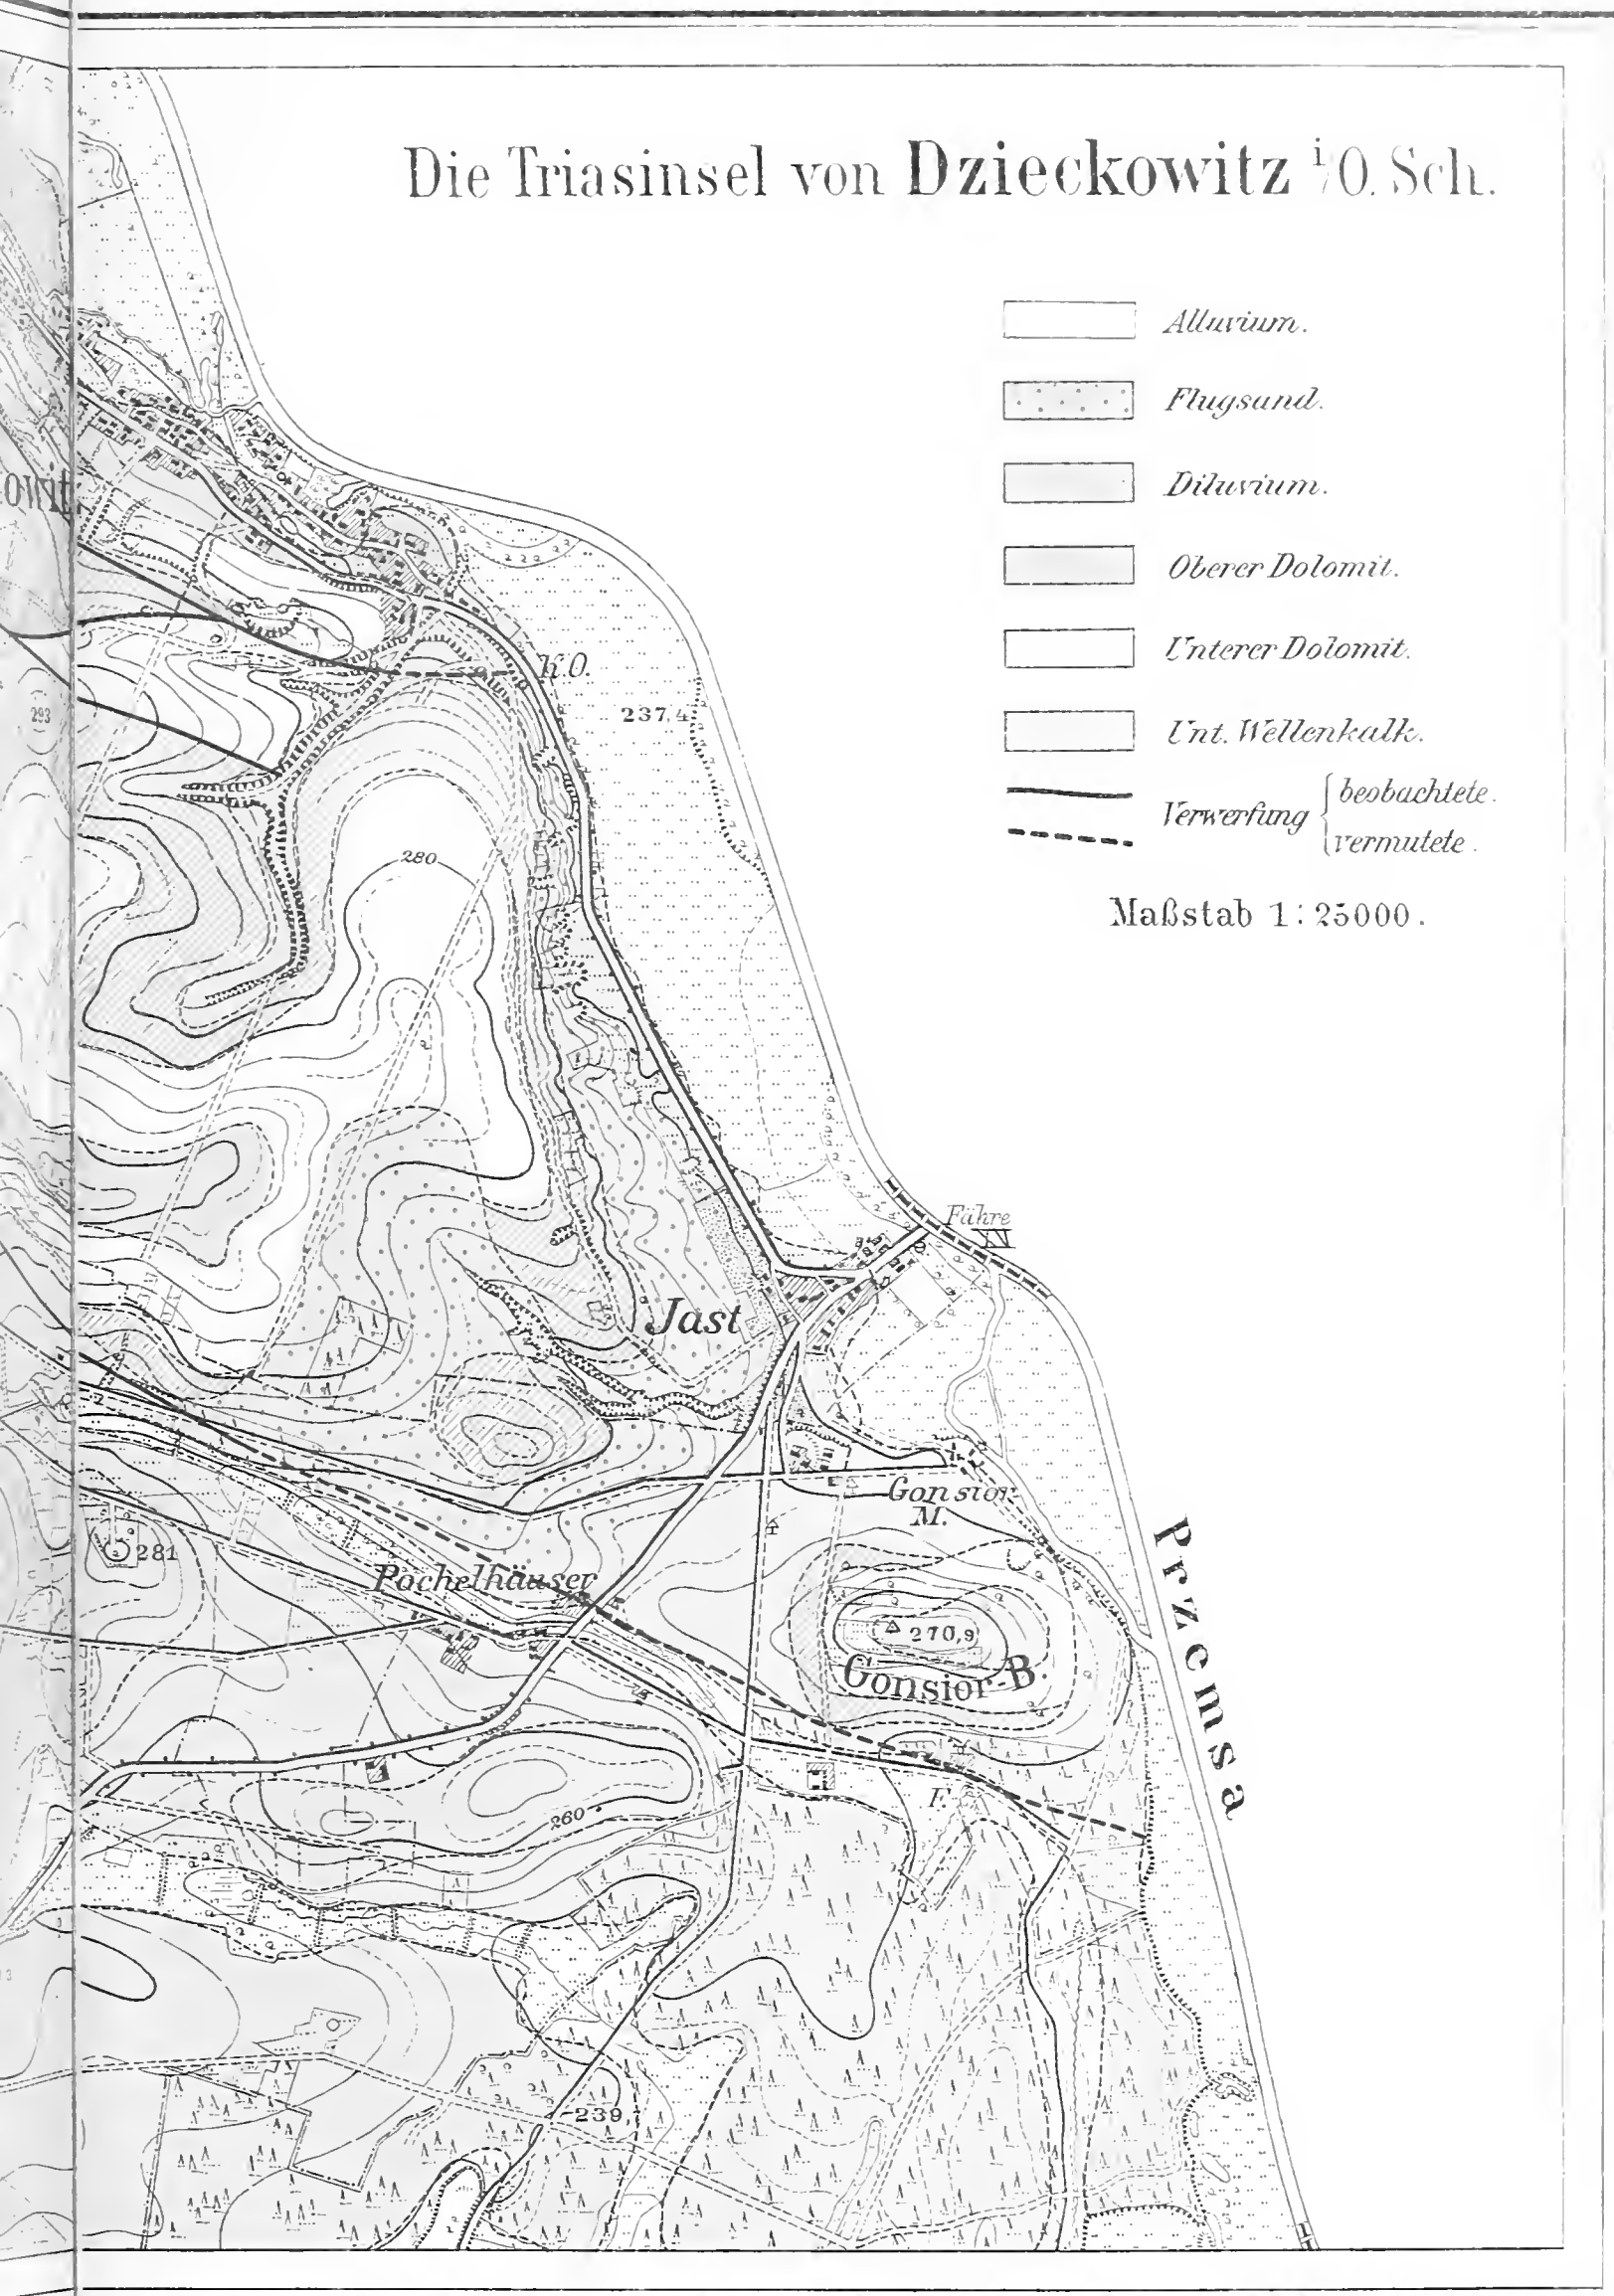 Die Triasinsel von Dzieckowitz i/O. Sch.
Alluvium.
Flugsand.
Diluvium.
Oberer Dolomit.
Unterer Dolomit.
Unt. Wellenkalk.
Verwerfung
beobachtete.
vermutete.
Maßstab 1:25000.
K.O.
237,4
293
280
Fähre
IV
Jast
Gonsior-
M.
281
Pochelhäuser
270,9
Gonsior-B.
Przemsa
F.
260
239,